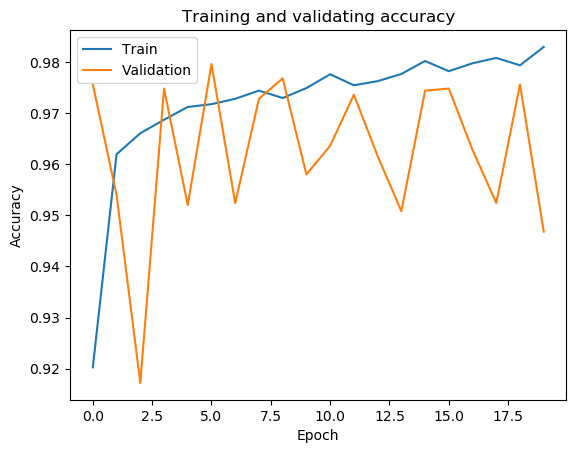 Training and validating accuracy
Train
Validation
0.98
0.97
0.96
0.95
0.94
0.93
0.92
Accuracy
0.0 2.5 5.0 7.5 10.0 12.5 15.0 17.5
Epoch